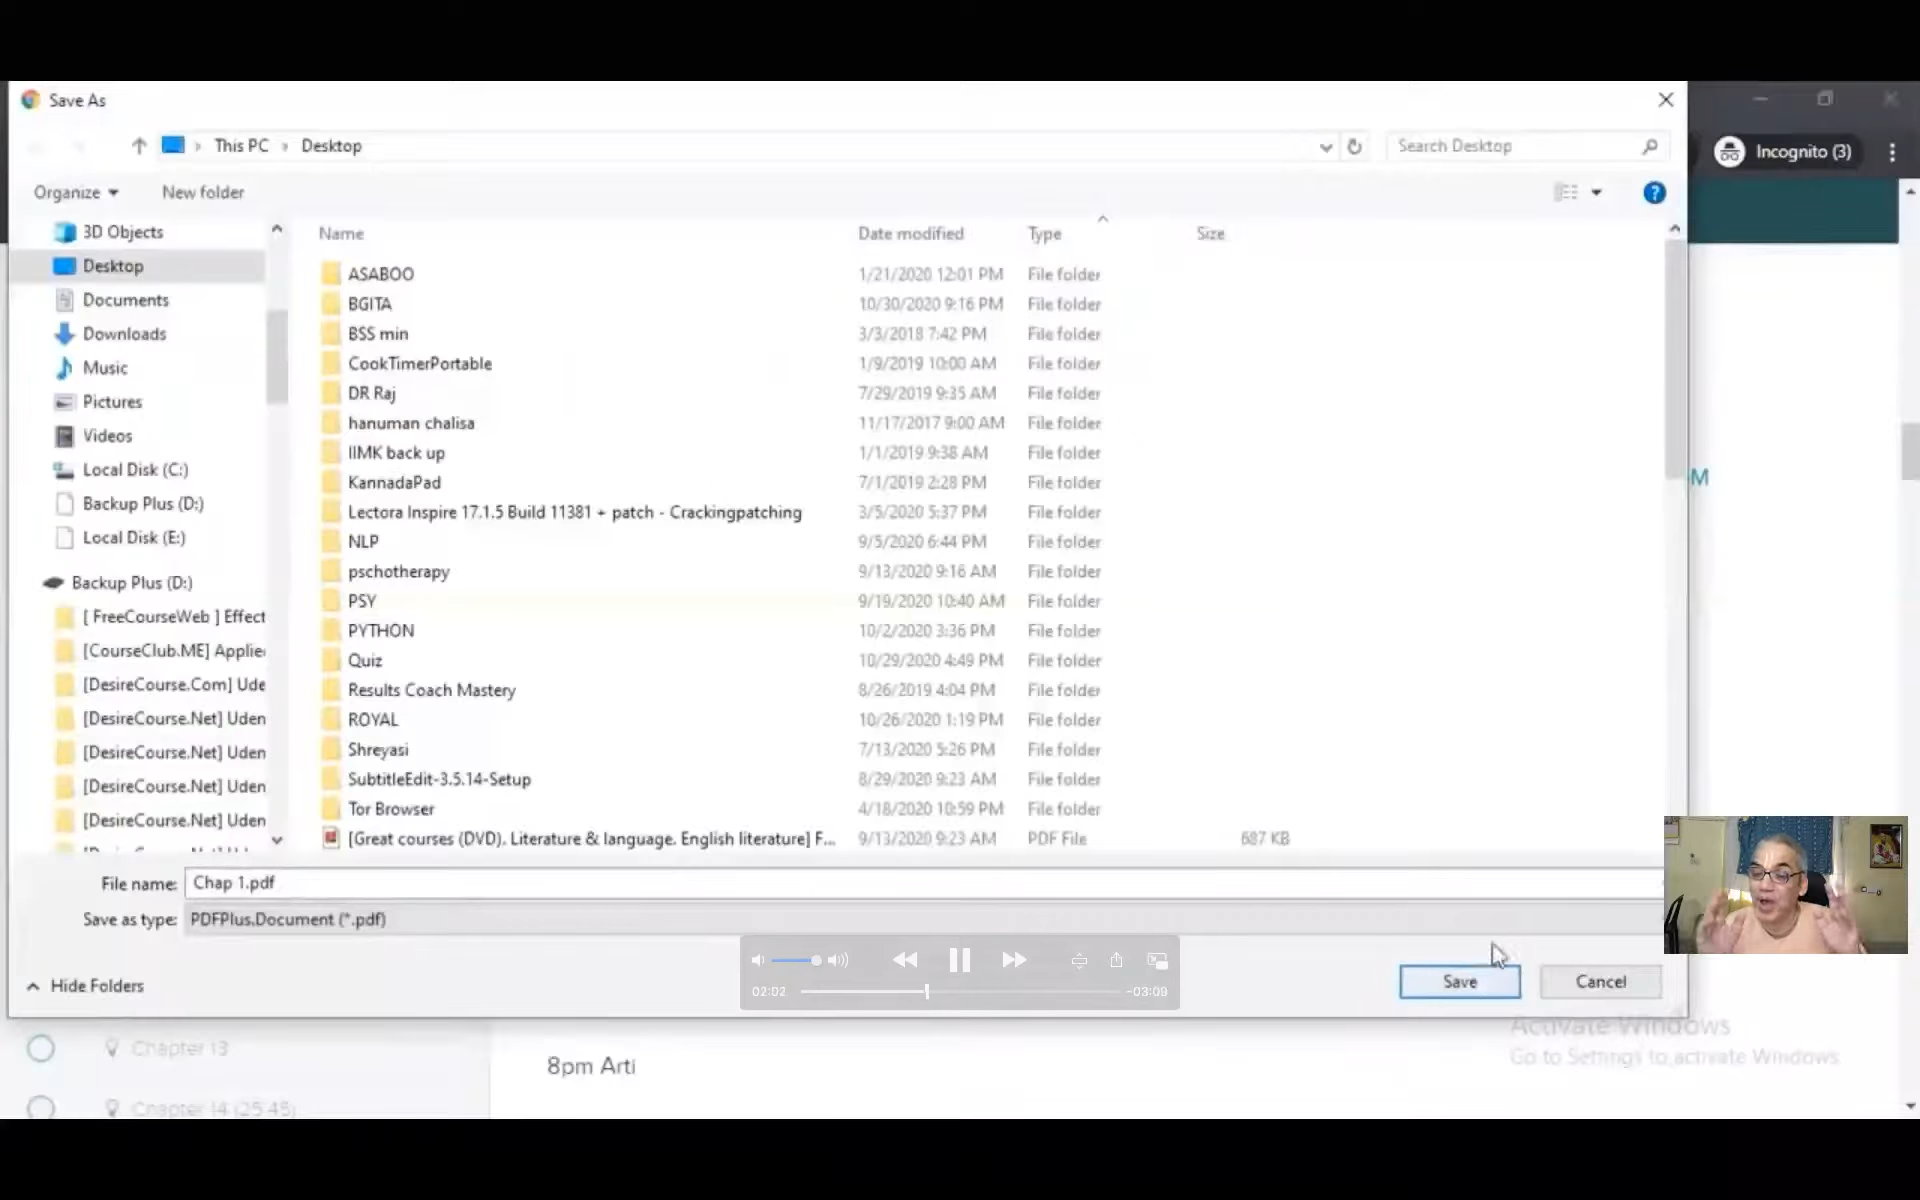 Save As
This PC > Desktop
Search Desktop
Incognito (3)
Organize
New folder
?
3D Objects
Desktop
Documents
Downloads
Music
Pictures
Videos
Local Disk (C:)
Backup Plus (D:)
Local Disk (E:)
Backup Plus (D:)
[ FreeCourseWeb ] Effect
[CourseClub.ME] Applie
[DesireCourse.Com] Ude
[DesireCourse.Net] Uden
[DesireCourse.Net] Uden
[DesireCourse.Net] Uden
[DesireCourse.Net] Uden
Name Date modified Type Size
ASABOO 1/21/2020 12:01 PM File folder
BGITA 10/30/2020 9:16 PM File folder
BSS min 3/3/2018 7:42 PM File folder
CookTimerPortable 1/9/2019 10:00 AM File folder
DR Raj 7/29/2019 9:35 AM File folder
hanuman chalisa 11/17/2017 9:00 AM File folder
IIMK back up 1/1/2019 9:38 AM File folder
KannadaPad 7/1/2019 2:28 PM File folder
Lectora Inspire 17.1.5 Build 11381 + patch - Crackingpatching 3/5/2020 5:37 PM File folder
NLP 9/5/2020 6:44 PM File folder
pschotherapy 9/13/2020 9:16 AM File folder
PSY 9/19/2020 10:40 AM File folder
PYTHON 10/2/2020 3:36 PM File folder
Quiz 10/29/2020 4:49 PM File folder
Results Coach Mastery 8/26/2019 4:04 PM File folder
ROYAL 10/26/2020 1:19 PM File folder
Shreyasi 7/13/2020 5:26 PM File folder
SubtitleEdit-3.5.14-Setup 8/29/2020 9:23 AM File folder
Tor Browser 4/18/2020 10:59 PM File folder
[Great courses (DVD). Literature & language. English literature] F... 9/13/2020 9:23 AM PDF File 687 KB
M
File name: Chap 1.pdf
Save as type: PDFPlus.Document (*.pdf)
02:02 -03:09
Hide Folders
Save
Cancel
Activate Windows
Go to Settings to activate Windows.
Chapter 13
8pm Arti
Chapter 14 (25:45)